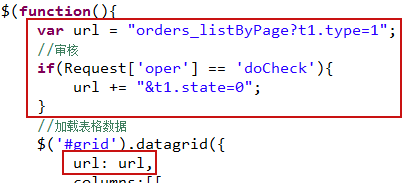 $(function(){
var url = "orders_listByPage?t1.type=1";
//审核
if(Request['oper'] == 'doCheck'){
url += "&t1.state=0";
}
//加载表格数据
$('#grid').datagrid({
url: url,
columns:[[